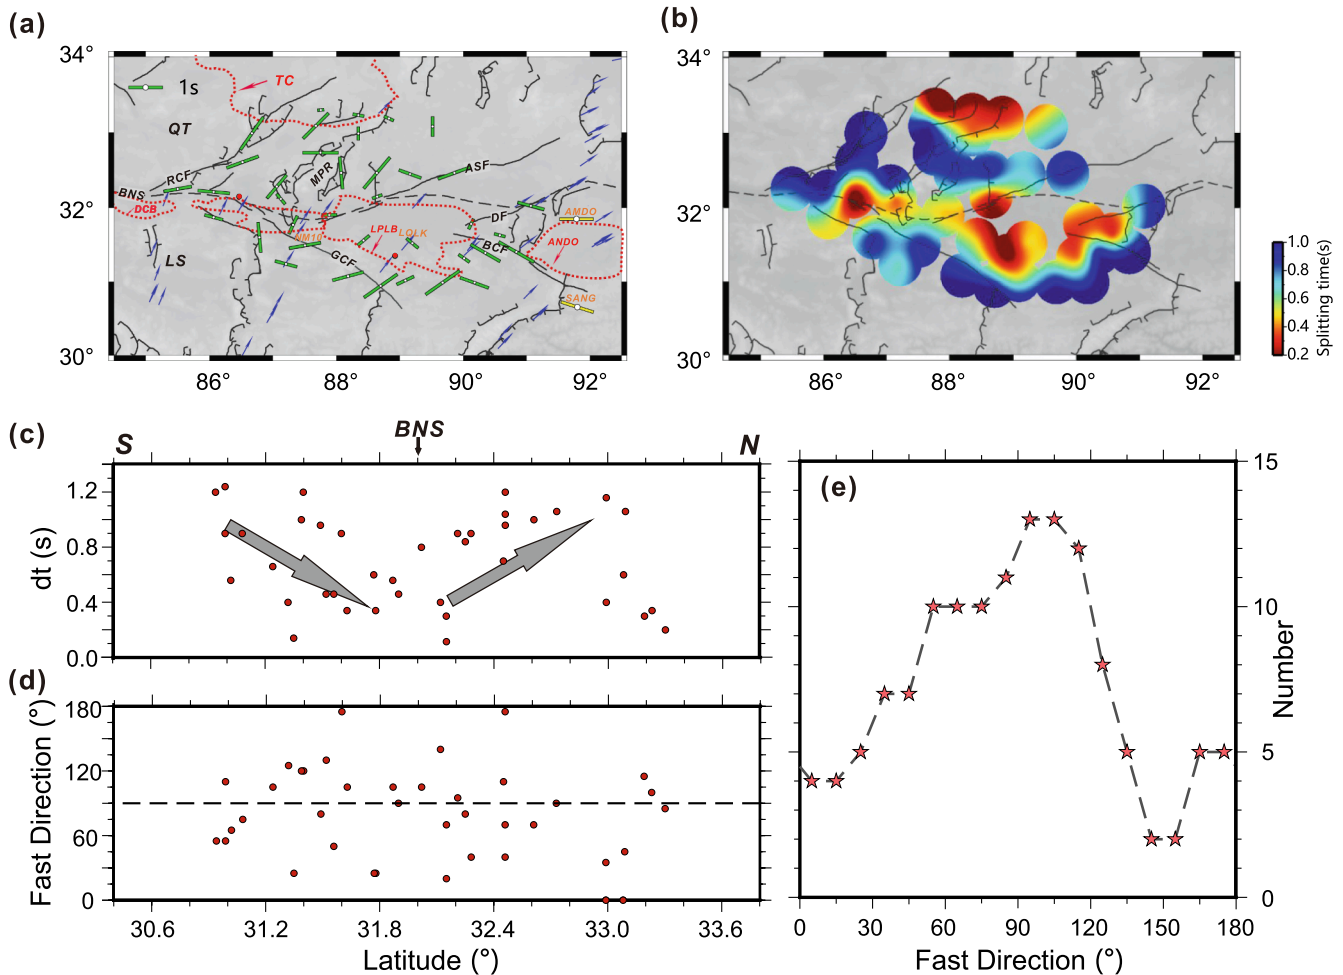 (a)
(b)
34°
32°
30°
86°
88°
90°
92°
1s
TC
QT
BNS
RCF
MPR
ASF
DCB
NM10
LPLB
LOLK
DF
AMDO
ANDO
BCF
GCF
LS
SANG
34°
32°
30°
86°
88°
90°
92°
1.0
0.8
0.6
0.4
0.2
Splitting time(s)
(c)
S
BNS
N
1.2
0.8
0.4
0.0
dt (s)
(d)
180
120
60
0
Fast Direction (°)
30.6
31.2
31.8
32.4
33.0
33.6
Latitude (°)
(e)
15
10
5
0
Number
0
30
60
90
120
150
180
Fast Direction (°)